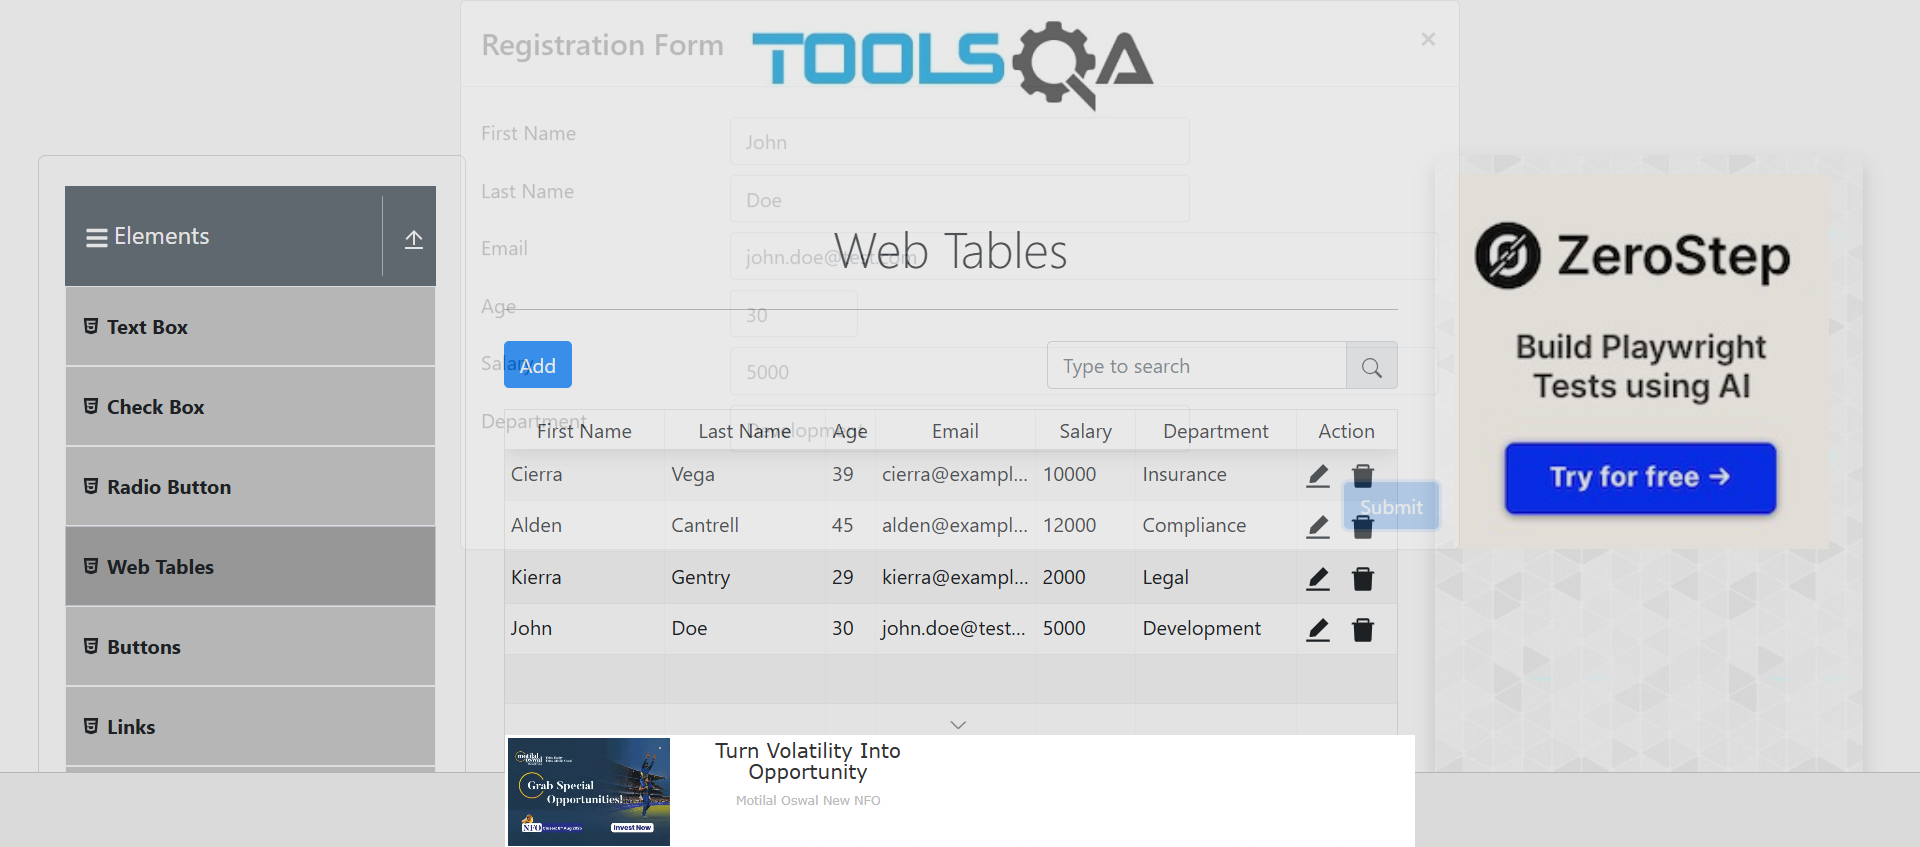 Registration Form
TOOLSQA
×
First Name
John
Last Name
Doe
Email
john.doe@test.com
Web Tables
Age
30
Salary
5000
Department
Development
Submit
Elements
Text Box
Check Box
Radio Button
Web Tables
Buttons
Links
Add
Type to search
First Name Last Name Age Email Salary Department Action
Cierra Vega 39 cierra@exampl... 10000 Insurance
Alden Cantrell 45 alden@exampl... 12000 Compliance
Kierra Gentry 29 kierra@exampl... 2000 Legal
John Doe 30 john.doe@test... 5000 Development
ZeroStep
Build Playwright
Tests using AI
Try for free →
motilal
oswal
Grab Special
Opportunities!
NFO
Invest Now
Turn Volatility Into
Opportunity
Motilal Oswal New NFO